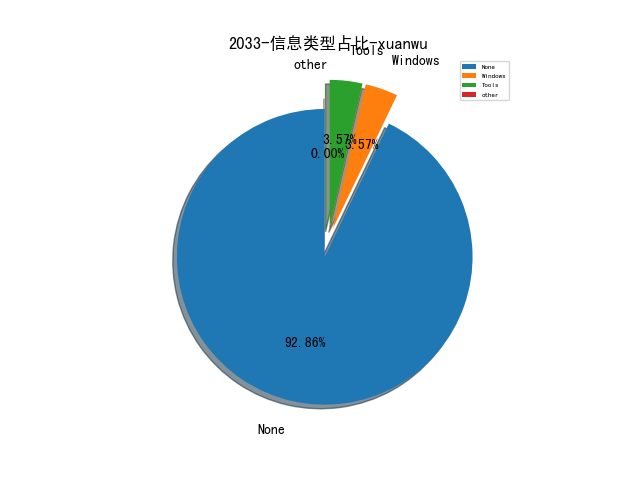 2033-信息类型占比-xuanwu
Tools
Windows
other
None
Windows
Tools
other
3.57%
3.57%
0.00%
92.86%
None